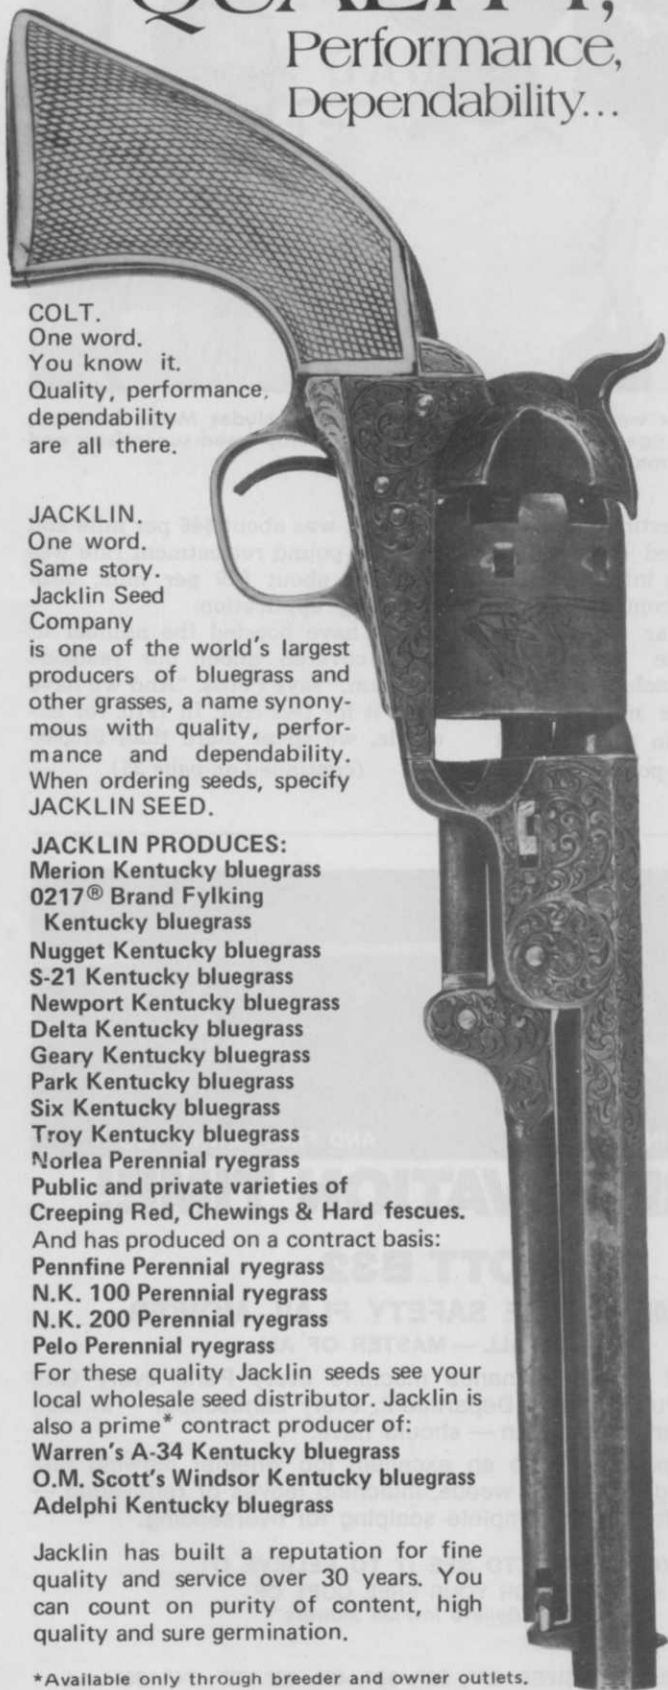 QUALITY,
Performance,
Dependability...
COLT.
One word.
You know it.
Quality, performance,
dependability
are all there.
JACKLIN.
One word.
Same story.
Jacklin Seed
Company
is one of the world's largest
producers of bluegrass and
other grasses, a name synony-
mous with quality, perfor-
mance and dependability.
When ordering seeds, specify
JACKLIN SEED.
JACKLIN PRODUCES:
Merion Kentucky bluegrass
0217® Brand Fylking
Kentucky bluegrass
Nugget Kentucky bluegrass
S-21 Kentucky bluegrass
Newport Kentucky bluegrass
Delta Kentucky bluegrass
Geary Kentucky bluegrass
Park Kentucky bluegrass
Six Kentucky bluegrass
Troy Kentucky bluegrass
Norlea Perennial ryegrass
Public and private varieties of
Creeping Red, Chewings & Hard fescues.
And has produced on a contract basis:
Pennfine Perennial ryegrass
N.K. 100 Perennial ryegrass
N.K. 200 Perennial ryegrass
Pelo Perennial ryegrass
For these quality Jacklin seeds see your
local wholesale seed distributor. Jacklin is
also a prime* contract producer of:
Warren's A-34 Kentucky bluegrass
O.M. Scott's Windsor Kentucky bluegrass
Adelphi Kentucky bluegrass
Jacklin has built a reputation for fine
quality and service over 30 years. You
can count on purity of content, high
quality and sure germination.
*Available only through breeder and owner outlets.